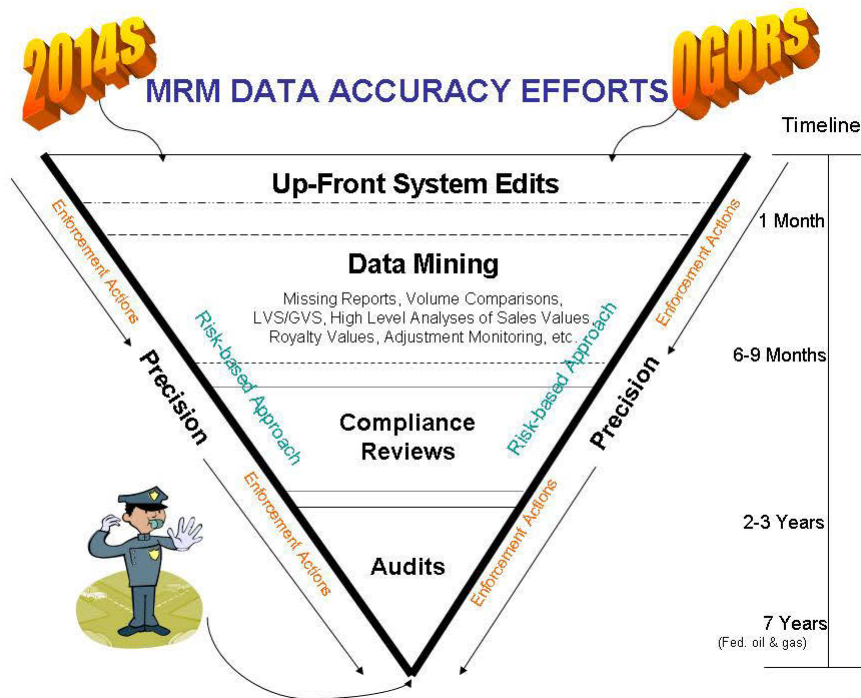 2014S
OGORS
MRM DATA ACCURACY EFFORTS
Timeline
Up-Front System Edits
Enforcement Actions
Enforcement Actions
1 Month
Data Mining
Missing Reports, Volume Comparisons,
LVS/GVS, High Level Analyses of Sales Values
Royalty Values, Adjustment Monitoring, etc.
Risk-based Approach
Risk-based Approach
6-9 Months
Precision
Precision
Compliance
Reviews
Enforcement Actions
Enforcement Actions
2-3 Years
Audits
7 Years
(Fed. oil & gas)